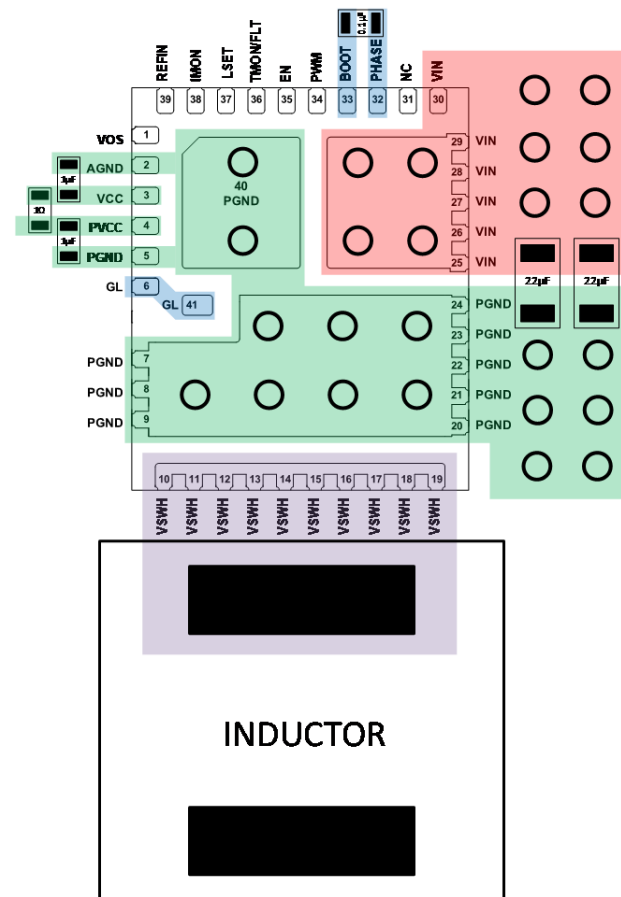 0.1 µF
REFIN
IMON
LSET
TMON/FLT
EN
PWM
BOOT
PHASE
NC
VIN
39
38
37
36
35
34
33
32
31
30
VOS
1
AGND
2
VCC
3
PVCC
4
PGND
5
1µF
1Ω
1µF
40
PGND
29
VIN
28
VIN
27
VIN
26
VIN
25
VIN
22µF
22µF
GL
6
GL
41
24
PGND
23
PGND
22
PGND
21
PGND
20
PGND
PGND
7
PGND
8
PGND
9
10
11
12
13
14
15
16
17
18
19
VSWH
VSWH
VSWH
VSWH
VSWH
VSWH
VSWH
VSWH
VSWH
VSWH
INDUCTOR